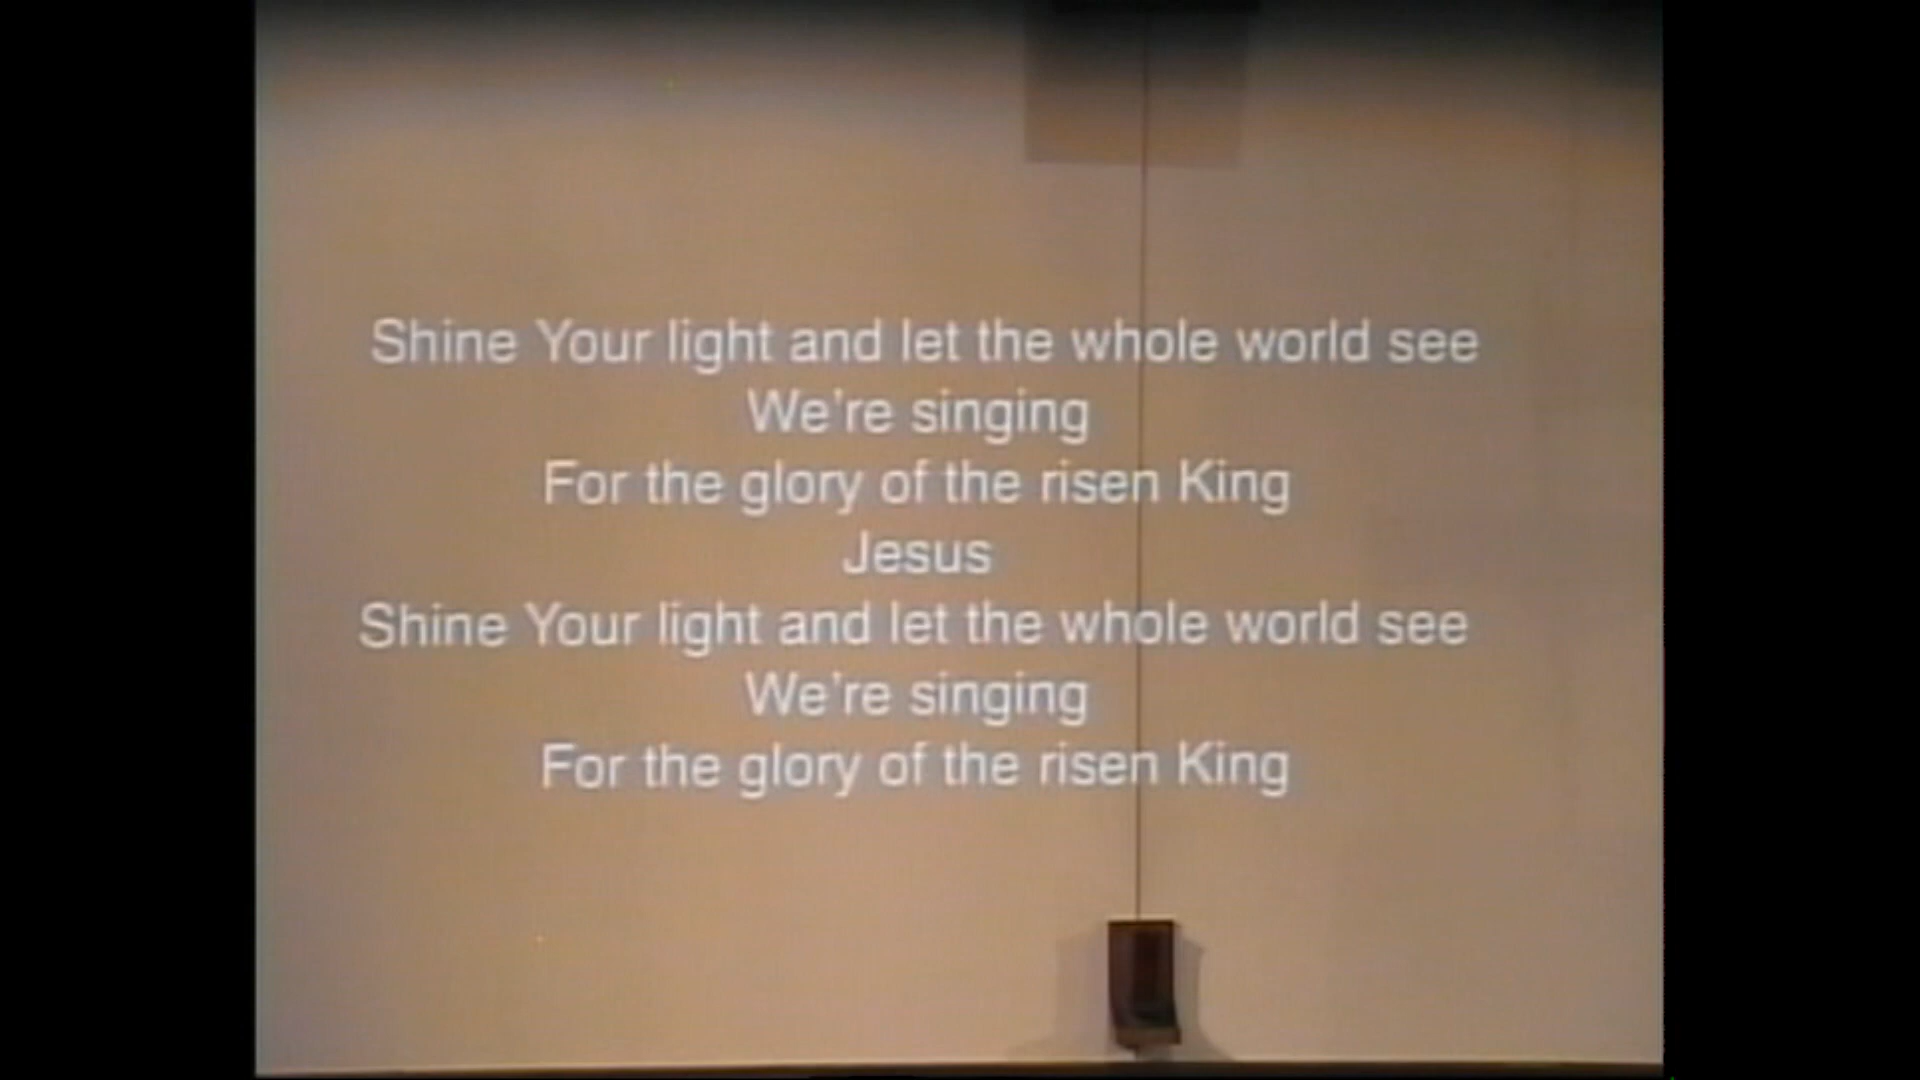 Shine Your light and let the whole world see
We're singing
For the glory of the risen King
Jesus
Shine Your light and let the whole world see
We're singing
For the glory of the risen King